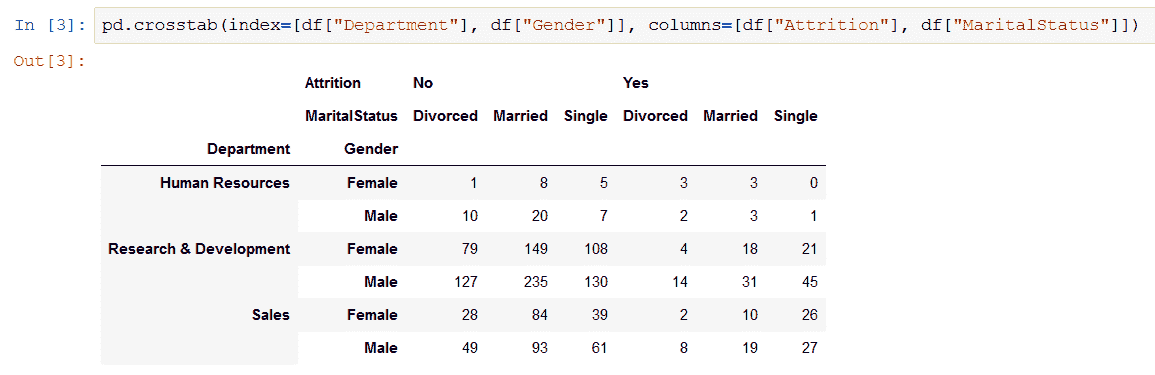 In [3]: pd.crosstab(index=[df["Department"], df["Gender"]], columns=[df["Attrition"], df["MaritalStatus"]])
Out[3]:
Attrition No Yes
MaritalStatus Divorced Married Single Divorced Married Single
Department Gender
Human Resources Female 1 8 5 3 3 0
Male 10 20 7 2 3 1
Research & Development Female 79 149 108 4 18 21
Male 127 235 130 14 31 45
Sales Female 28 84 39 2 10 26
Male 49 93 61 8 19 27